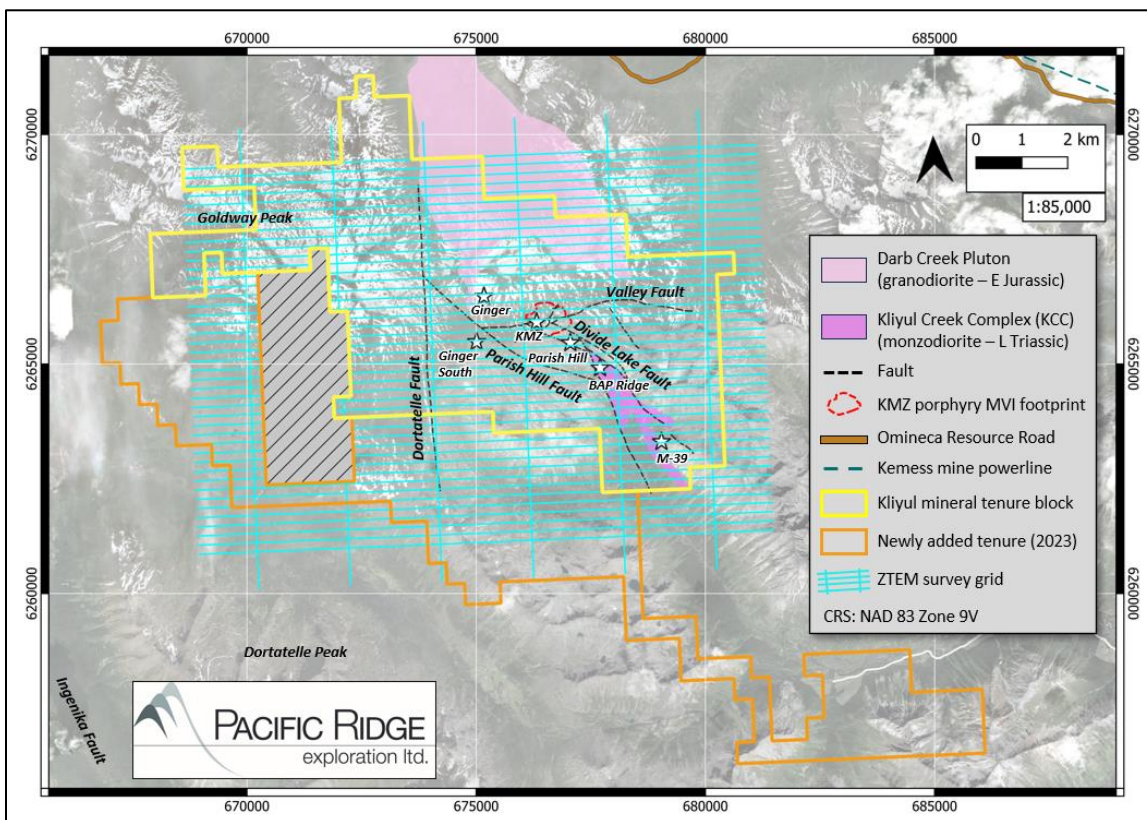 670000
675000
680000
685000
6270000
6270000
0 1 2 km
1:85,000
Goldway Peak
Darb Creek Pluton
(granodiorite – E Jurassic)
Kliyul Creek Complex (KCC)
(monzodiorite – L Triassic)
Fault
KMZ porphyry MVI footprint
Omineca Resource Road
Kemess mine powerline
Kliyul mineral tenure block
Newly added tenure (2023)
ZTEM survey grid
CRS: NAD 83 Zone 9V
Valley Fault
Ginger
KMZ
Divide Lake Fault
Ginger
South
Parish Hill
Parish Hill Fault
BAP Ridge
Dortatelle Fault
M-39
6265000
6265000
6260000
6260000
Dortatelle Peak
Ingenika Fault
PACIFIC RIDGE
exploration ltd.
670000
675000
680000
685000